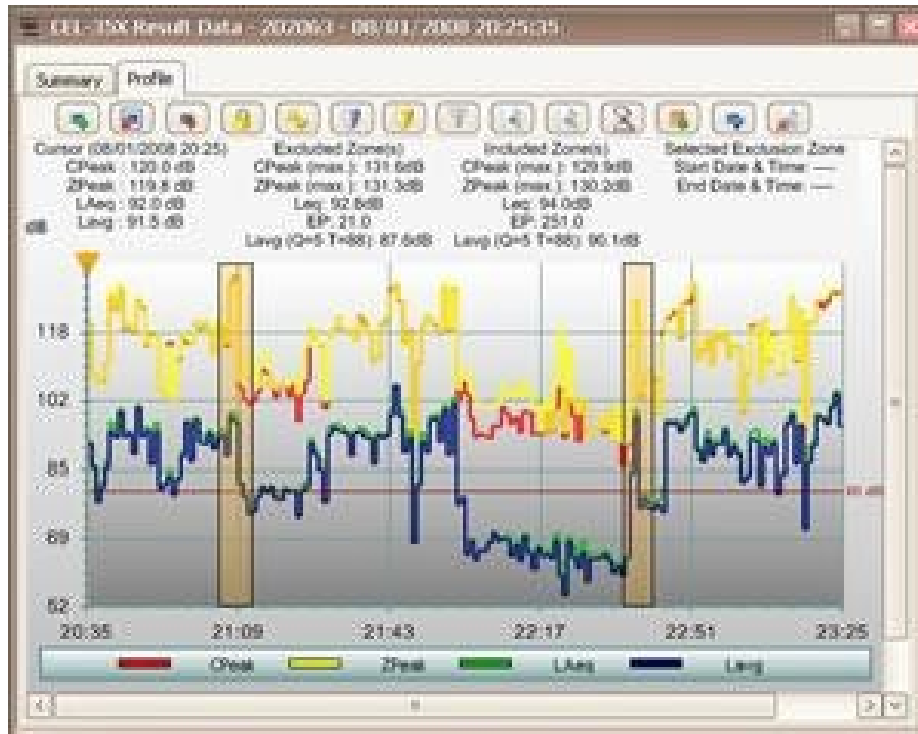 CEL-35X Result Data - 202063 - 08/01/2008 20:25:35
Summary Profile
Cursor (08/01/2008 20:25) Excluded Zone(s) Included Zone(s) Selected Exclusion Zone
CPeak : 120.0 dB CPeak (max.): 131.6dB CPeak (max.): 129.9dB Start Date & Time: ----
ZPeak : 119.8 dB ZPeak (max.): 131.3dB ZPeak (max.): 130.2dB End Date & Time: ----
LAeq : 92.0 dB Leq: 92.8dB Leq: 94.0dB
Lavg : 91.5 dB EP: 21.0 EP: 251.0
Lavg (Q=5 T=88): 87.6dB Lavg (Q=5 T=88): 90.1dB
dB
118
102
85
69
52
20:35 21:09 21:43 22:17 22:51 23:25
CPeak ZPeak LAeq Lavg